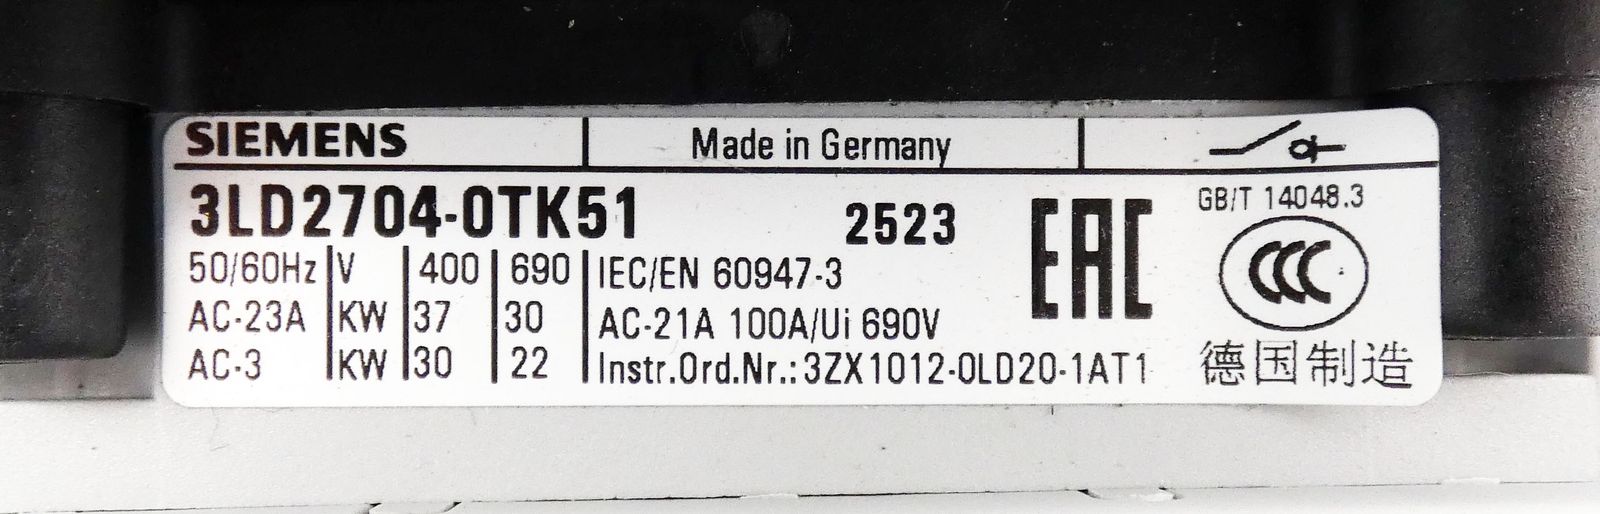 SIEMENS Made in Germany
3LD2704-0TK51 2523 EAC GB/T 14048.3
50/60Hz V 400 690 IEC/EN 60947-3 CCC
AC-23A KW 37 30 AC-21A 100A/Ui 690V
AC-3 KW 30 22 Instr.Ord.Nr.:3ZX1012-0LD20-1AT1 德国制造